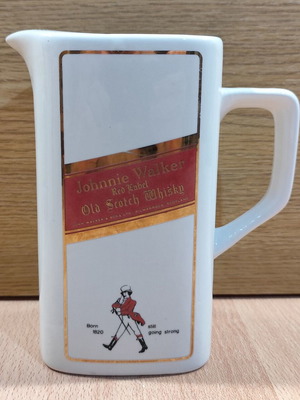 Johnnie Walker
Red Label
Old Scotch Whisky
Born still
1820 going strong